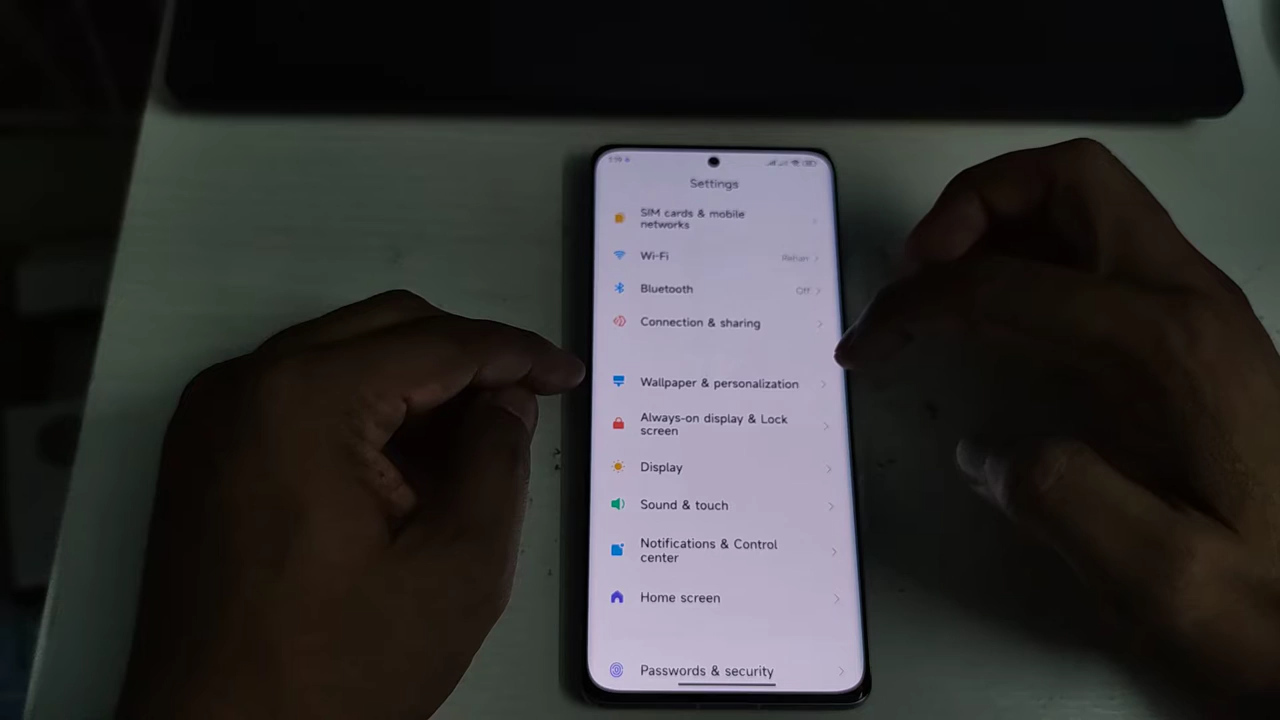 Settings
SIM cards & mobile
networks
Wi-Fi
Rehan
Bluetooth
Off
Connection & sharing
Wallpaper & personalization
Always-on display & Lock
screen
Display
Sound & touch
Notifications & Control
center
Home screen
Passwords & security